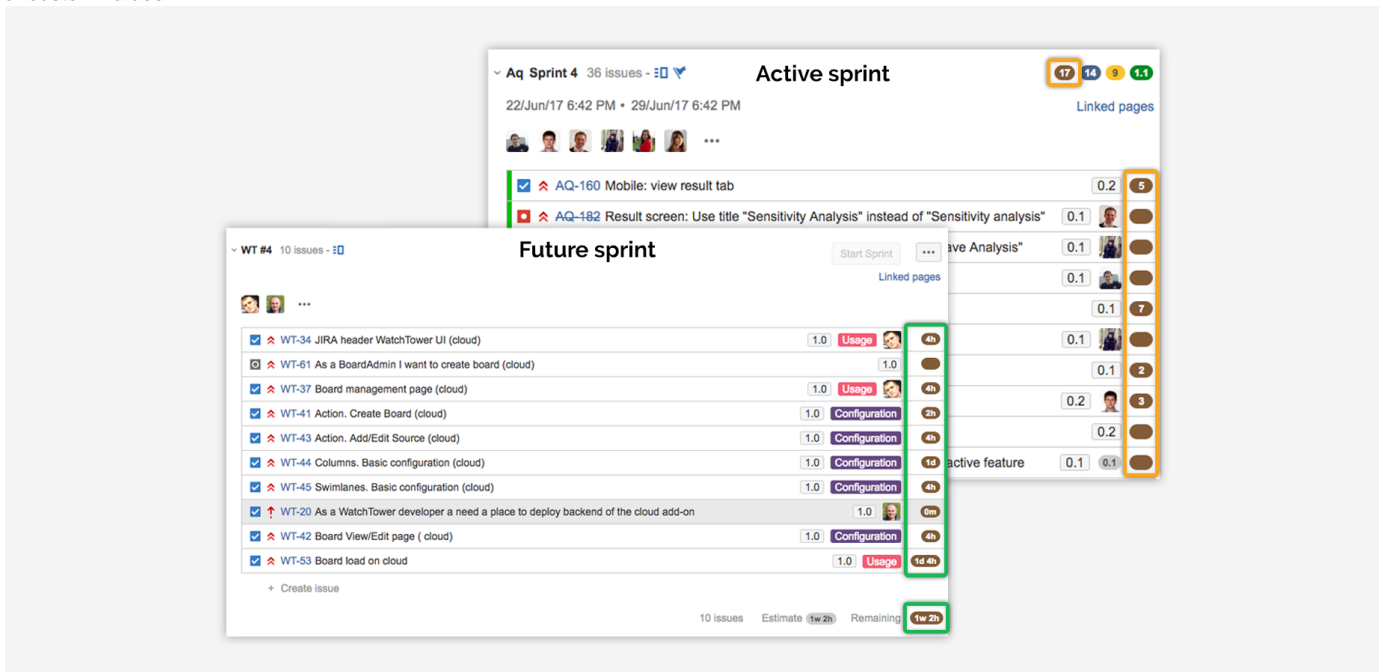 Aq Sprint 4 36 issues - Active sprint 17 14 9 1.1
22/Jun/17 6:42 PM • 29/Jun/17 6:42 PM Linked pages
•••
AQ-160 Mobile: view result tab 0.2 5
AQ-182 Result screen: Use title "Sensitivity Analysis" instead of "Sensitivity analysis" 0.1
ave Analysis" 0.1
0.1
0.1 7
0.1
0.1 2
0.2 3
0.2
active feature 0.1 0.1
WT #4 10 issues - Future sprint Start Sprint •••
Linked pages
•••
WT-34 JIRA header WatchTower UI (cloud) 1.0 Usage 4h
WT-61 As a BoardAdmin I want to create board (cloud) 1.0
WT-37 Board management page (cloud) 1.0 Usage 4h
WT-41 Action. Create Board (cloud) 1.0 Configuration 2h
WT-43 Action. Add/Edit Source (cloud) 1.0 Configuration 4h
WT-44 Columns. Basic configuration (cloud) 1.0 Configuration 1d
WT-45 Swimlanes. Basic configuration (cloud) 1.0 Configuration 4h
WT-20 As a WatchTower developer a need a place to deploy backend of the cloud add-on 1.0 0m
WT-42 Board View/Edit page ( cloud) 1.0 Configuration 4h
WT-53 Board load on cloud 1.0 Usage 1d 4h
+ Create issue
10 issues Estimate 1w 2h Remaining 1w 2h